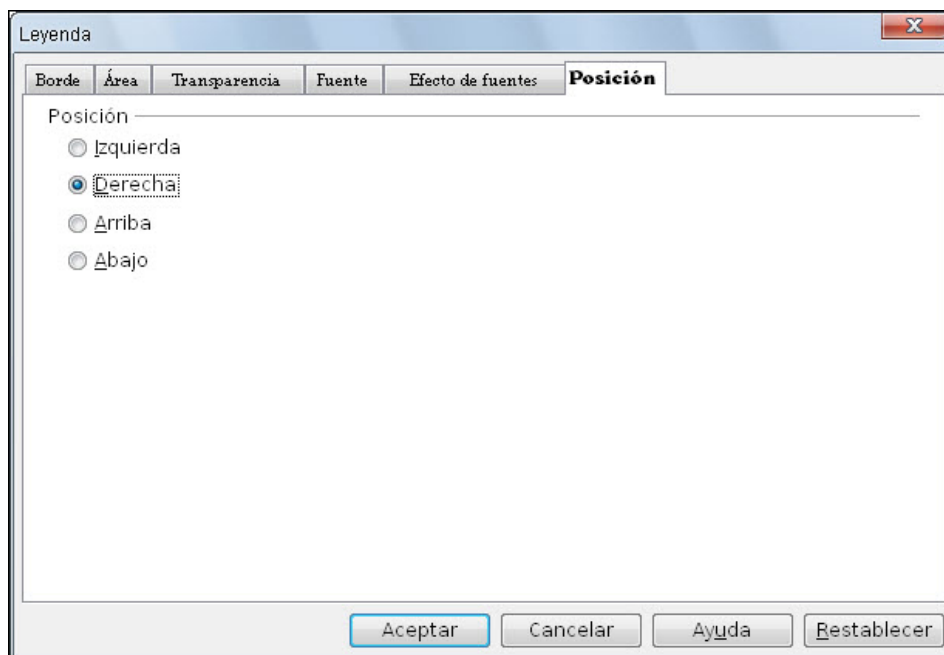 Leyenda
Borde Área Transparencia Fuente Efecto de fuentes Posición
Posición
Izquierda
Derecha
Arriba
Abajo
Aceptar Cancelar Ayuda Restablecer